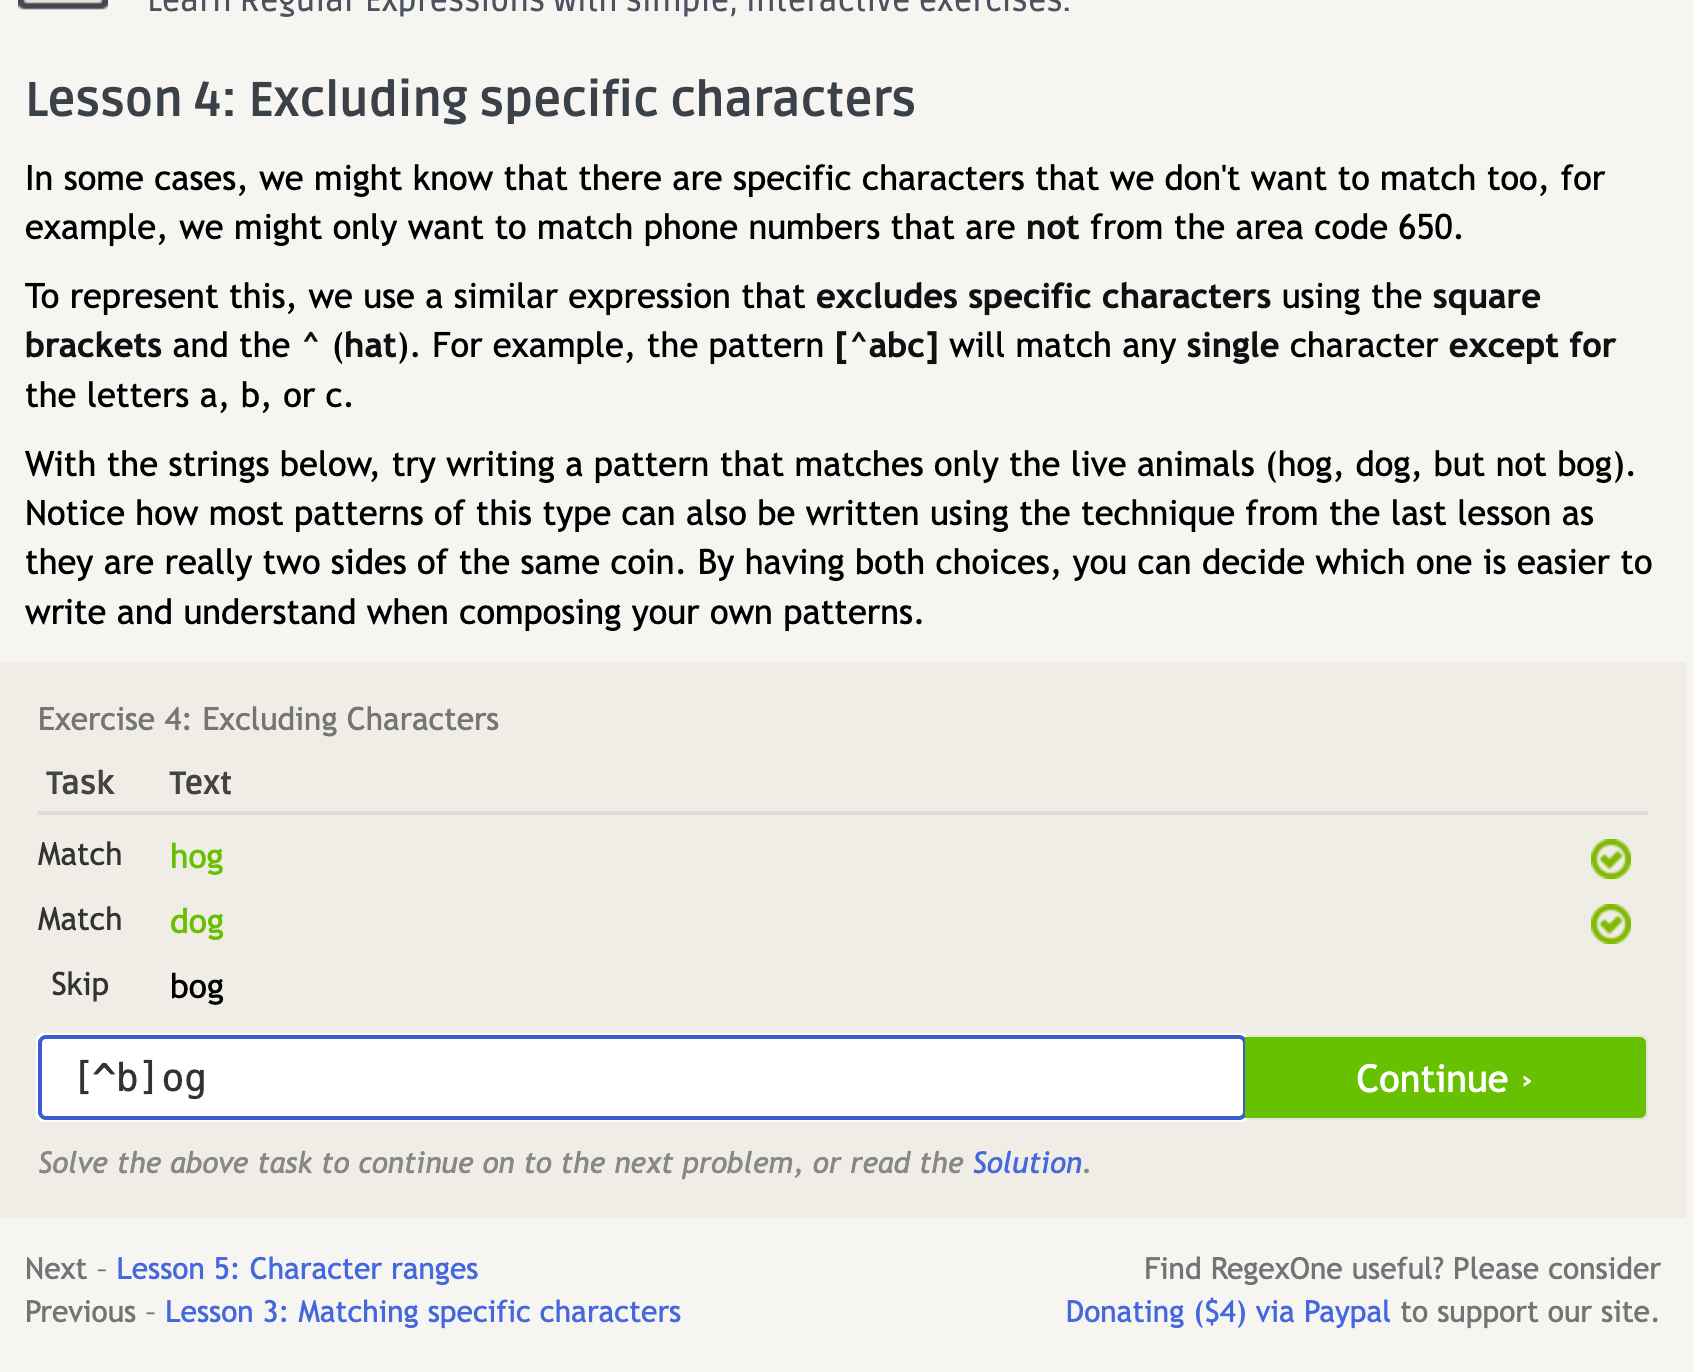 Learn Regular Expressions with simple, interactive exercises.
Lesson 4: Excluding specific characters
In some cases, we might know that there are specific characters that we don't want to match too, for
example, we might only want to match phone numbers that are not from the area code 650.
To represent this, we use a similar expression that excludes specific characters using the square
brackets and the ^ (hat). For example, the pattern [^abc] will match any single character except for
the letters a, b, or c.
With the strings below, try writing a pattern that matches only the live animals (hog, dog, but not bog).
Notice how most patterns of this type can also be written using the technique from the last lesson as
they are really two sides of the same coin. By having both choices, you can decide which one is easier to
write and understand when composing your own patterns.
Exercise 4: Excluding Characters
Task Text
Match hog
Match dog
Skip bog
[^b]og
Continue ›
Solve the above task to continue on to the next problem, or read the Solution.
Next – Lesson 5: Character ranges
Previous – Lesson 3: Matching specific characters
Find RegexOne useful? Please consider
Donating ($4) via Paypal to support our site.